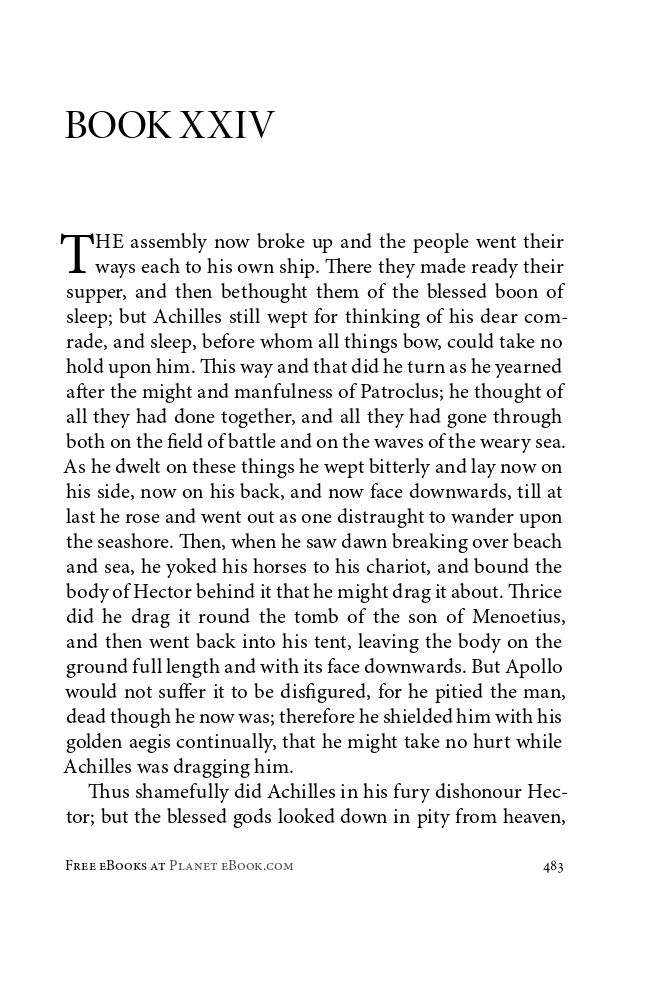 BOOK XXIV
THE assembly now broke up and the people went their
ways each to his own ship. There they made ready their
supper, and then bethought them of the blessed boon of
sleep; but Achilles still wept for thinking of his dear com-
rade, and sleep, before whom all things bow, could take no
hold upon him. This way and that did he turn as he yearned
after the might and manfulness of Patroclus; he thought of
all they had done together, and all they had gone through
both on the field of battle and on the waves of the weary sea.
As he dwelt on these things he wept bitterly and lay now on
his side, now on his back, and now face downwards, till at
last he rose and went out as one distraught to wander upon
the seashore. Then, when he saw dawn breaking over beach
and sea, he yoked his horses to his chariot, and bound the
body of Hector behind it that he might drag it about. Thrice
did he drag it round the tomb of the son of Menoetius,
and then went back into his tent, leaving the body on the
ground full length and with its face downwards. But Apollo
would not suffer it to be disfigured, for he pitied the man,
dead though he now was; therefore he shielded him with his
golden aegis continually, that he might take no hurt while
Achilles was dragging him.
Thus shamefully did Achilles in his fury dishonour Hec-
tor; but the blessed gods looked down in pity from heaven,
FREE EBOOKS AT PLANET EBOOK.COM 483